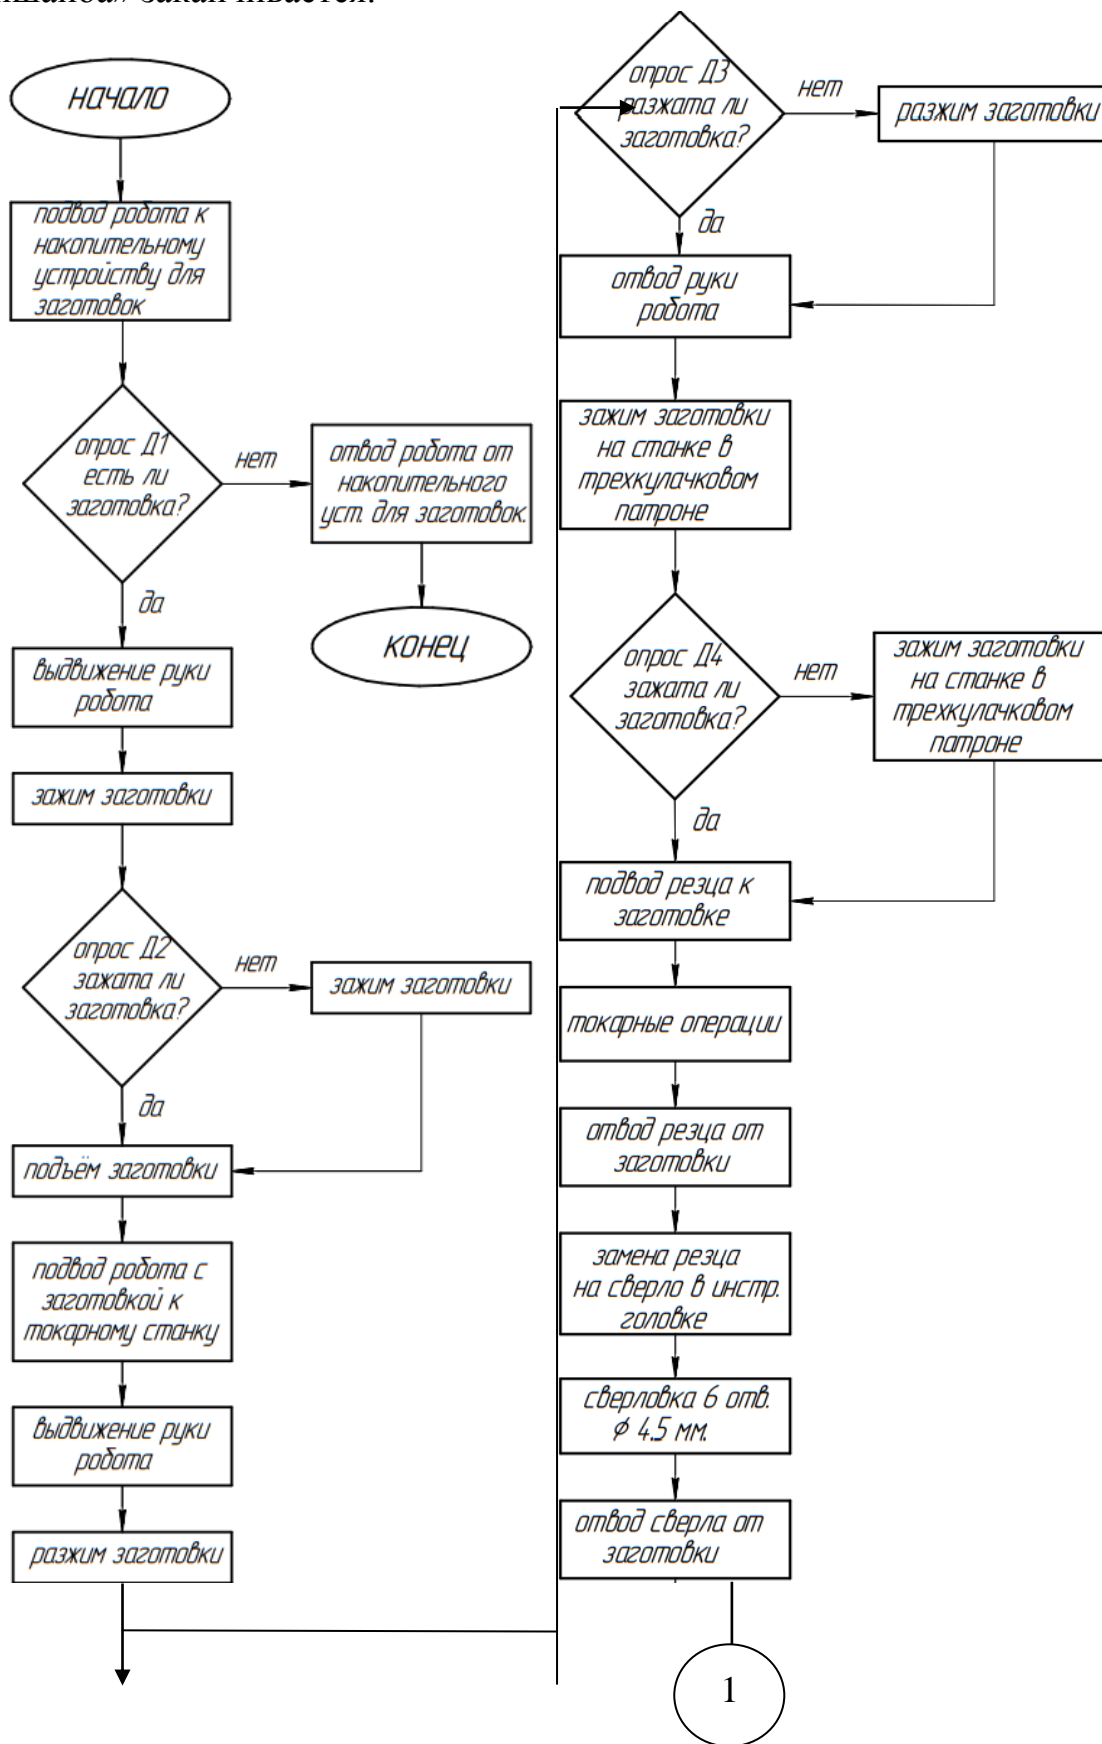 заканчивается.
начало
подвод робота к
накопительному
устройству для
заготовок
опрос Д1
есть ли
заготовка?
нет
отвод робота от
накопительного
уст. для заготовок.
конец
да
выдвижение руки
робота
зажим заготовки
опрос Д2
зажата ли
заготовка?
нет
зажим заготовки
да
подъём заготовки
подвод робота с
заготовкой к
токарному станку
выдвижение руки
робота
разжим заготовки
опрос Д3
разжата ли
заготовка?
нет
разжим заготовки
да
отвод руки
робота
зажим заготовки
на станке в
трехкулачковом
патроне
опрос Д4
зажата ли
заготовка?
нет
зажим заготовки
на станке в
трехкулачковом
патроне
да
подвод резца к
заготовке
токарные операции
отвод резца от
заготовки
замена резца
на сверло в инстр.
головке
сверловка 6 отв.
φ 4.5 мм.
отвод сверла от
заготовки
1